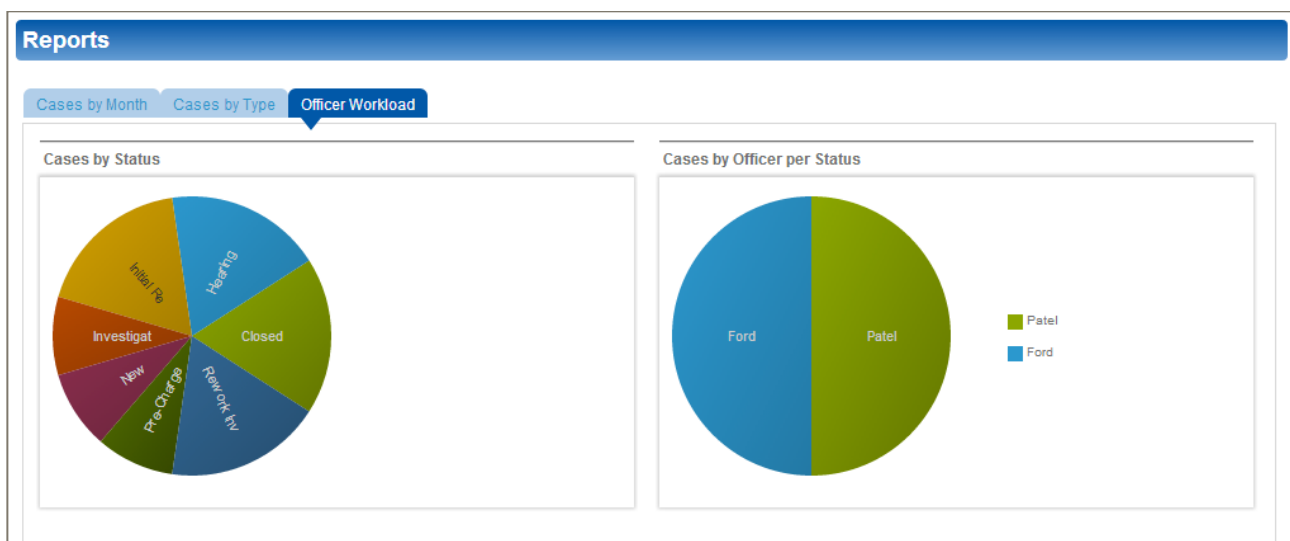 Reports
Cases by Month Cases by Type Officer Workload
Cases by Status
Cases by Officer per Status
Initial Re
Hearing
Investigat
Closed
New
Pre-Charge
Rework Inv
Ford
Patel
Patel
Ford